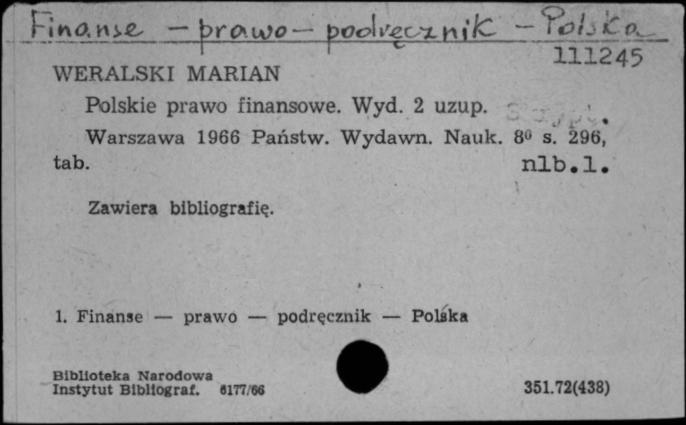 Finanse — prawo — podręcznik — Polska
111245
WERALSKI MARIAN
Polskie prawo finansowe. Wyd. 2 uzup.
Warszawa 1966 Państw. Wydawn. Nauk. 8⁰ s. 296,
tab. nlb.1.
Zawiera bibliografię.
1. Finanse — prawo — podręcznik — Polska
Biblioteka Narodowa
Instytut Bibliograf. 6177/66 351.72(438)